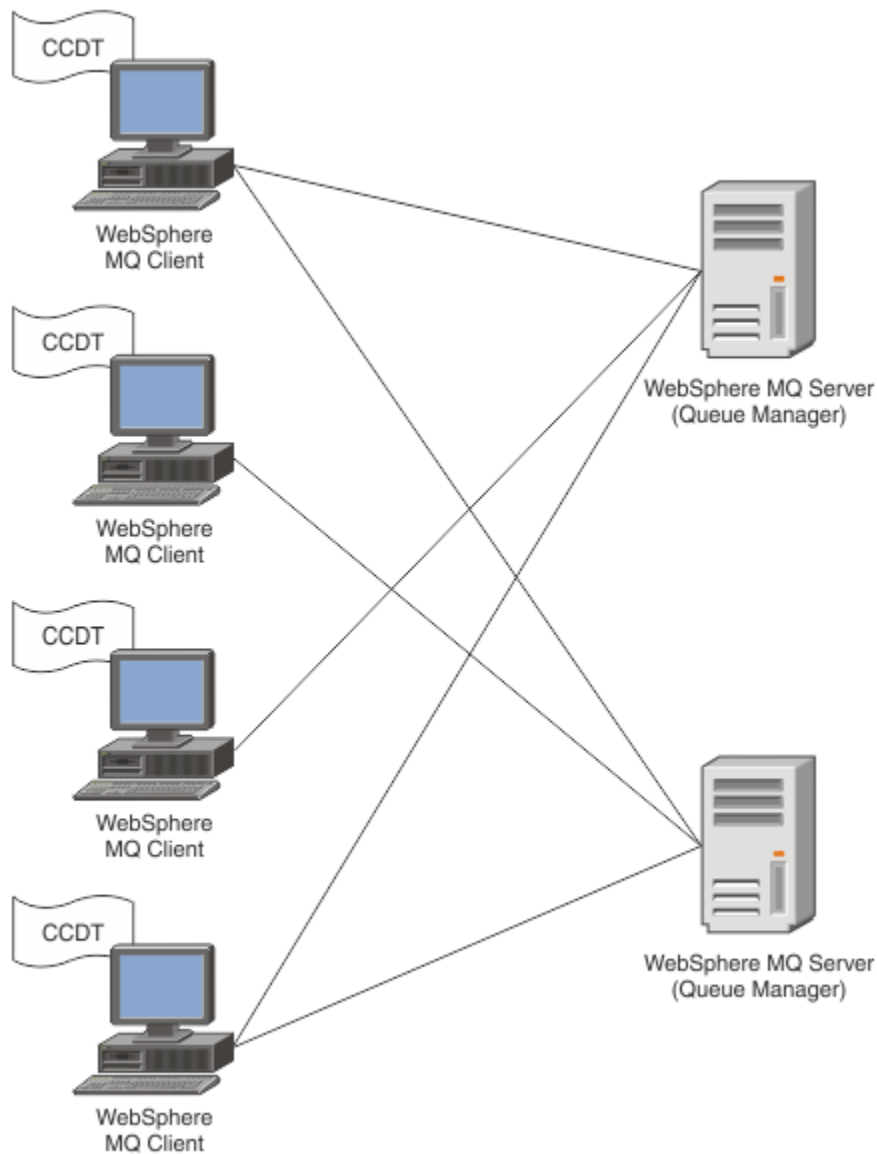 CCDT
WebSphere
MQ Client
WebSphere MQ Server
(Queue Manager)
CCDT
WebSphere
MQ Client
CCDT
WebSphere
MQ Client
WebSphere MQ Server
(Queue Manager)
CCDT
WebSphere
MQ Client